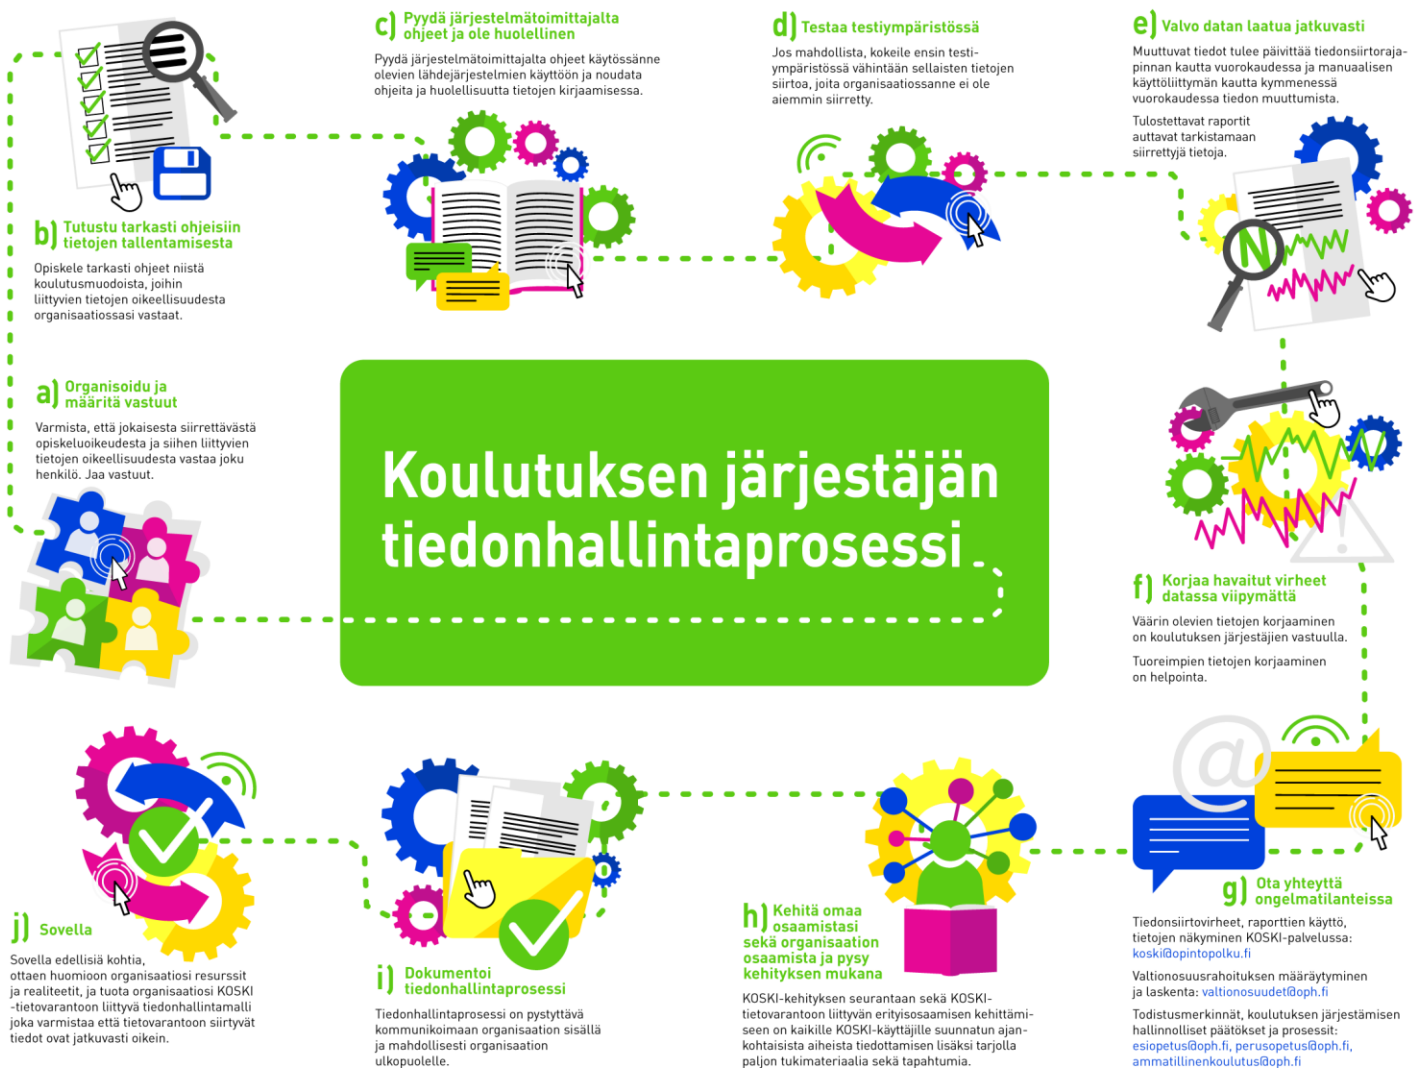 Koulutuksen järjestäjän
tiedonhallintaprosessi
a) Organisoidu ja
määritä vastuut
Varmista, että jokaisesta siirrettävästä
opiskeluoikeudesta ja siihen liittyvien
tietojen oikeellisuudesta vastaa joku
henkilö. Jaa vastuut.
b) Tutustu tarkasti ohjeisiin
tietojen tallentamisesta
Opiskele tarkasti ohjeet niistä
koulutusmuodoista, joihin
liittyvien tietojen oikeellisuudesta
organisaatiossasi vastaat.
c) Pyydä järjestelmätoimittajalta
ohjeet ja ole huolellinen
Pyydä järjestelmätoimittajalta ohjeet käytössänne
olevien lähdejärjestelmien käyttöön ja noudata
ohjeita ja huolellisuutta tietojen kirjaamisessa.
d) Testaa testiympäristössä
Jos mahdollista, kokeile ensin testi-
ympäristössä vähintään sellaisten tietojen
siirtoa, joita organisaatiossanne ei ole
aiemmin siirretty.
e) Valvo datan laatua jatkuvasti
Muuttuvat tiedot tulee päivittää tiedonsiirtoraja-
pinnan kautta vuorokaudessa ja manuaalisen
käyttöliittymän kautta kymmenessä
vuorokaudessa tiedon muuttumista.
Tulostettavat raportit
auttavat tarkistamaan
siirrettyjä tietoja.
f) Korjaa havaitut virheet
datassa viipymättä
Väärin olevien tietojen korjaaminen
on koulutuksen järjestäjien vastuulla.
Tuoreimpien tietojen korjaaminen
on helpointa.
@
g) Ota yhteyttä
ongelmatilanteissa
Tiedonsiirtovirheet, raporttien käyttö,
tietojen näkyminen KOSKI-palvelussa:
koski@opintopolku.fi
Valtionosuusrahoituksen määräytyminen
ja laskenta: valtionosuudet@oph.fi
Todistusmerkinnät, koulutuksen järjestämisen
hallinnolliset päätökset ja prosessit:
esiopetus@oph.fi, perusopetus@oph.fi,
ammatillinenkoulutus@oph.fi
h) Kehitä omaa
osaamistasi
sekä organisaation
osaamista ja pysy
kehityksen mukana
KOSKI-kehityksen seurantaan sekä KOSKI-
tietovarantoon liittyvän erityisosaamisen kehittämi-
seen on kaikille KOSKI-käyttäjille suunnatun ajan-
kohtaisista aiheista tiedottamisen lisäksi tarjolla
paljon tukimateriaalia sekä tapahtumia.
i) Dokumentoi
tiedonhallintaprosessi
Tiedonhallintaprosessi on pystyttävä
kommunikoimaan organisaation sisällä
ja mahdollisesti organisaation
ulkopuolelle.
j) Sovella
Sovella edellisiä kohtia,
ottaen huomioon organisaatiosi resurssit
ja realiteetit, ja tuota organisaatiosi KOSKI
-tietovarantoon liittyvä tiedonhallintamalli
joka varmistaa että tietovarantoon siirtyvät
tiedot ovat jatkuvasti oikein.